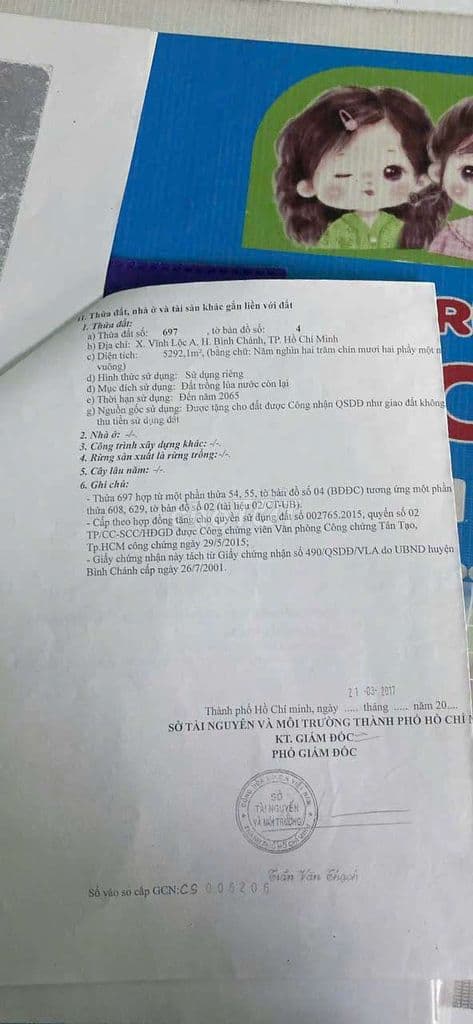 II. Thửa đất, nhà ở và tài sản khác gắn liền với đất
1. Thửa đất:
a) Thửa đất số: 697 , tờ bản đồ số: 4
b) Địa chỉ: X. Vĩnh Lộc A, H. Bình Chánh, TP. Hồ Chí Minh
c) Diện tích: 5292,1m², (bằng chữ: Năm nghìn hai trăm chín mươi hai phẩy một m
vuông)
d) Hình thức sử dụng: Sử dụng riêng
đ) Mục đích sử dụng: Đất trồng lúa nước còn lại
e) Thời hạn sử dụng: Đến năm 2065
g) Nguồn gốc sử dụng: Được tặng cho đất được Công nhận QSDĐ như giao đất không
thu tiền sử dụng đất
2. Nhà ở: -/-.
3. Công trình xây dựng khác: -/-.
4. Rừng sản xuất là rừng trồng:-/-.
5. Cây lâu năm: -/-.
6. Ghi chú:
- Thửa 697 hợp từ một phần thửa 54, 55, tờ bản đồ số 04 (BĐĐC) tương ứng một phần
thửa 608, 629, tờ bản đồ số 02 (tài liệu 02/CT-UB);
- Cấp theo hợp đồng tặng cho quyền sử dụng đất số 002765.2015, quyển số 02
TP/CC-SCC/HĐGD được Công chứng viên Văn phòng Công chứng Tân Tạo,
Tp.HCM công chứng ngày 29/5/2015;
- Giấy chứng nhận này tách từ Giấy chứng nhận số 490/QSDĐ/VLA do UBND huyện
Bình Chánh cấp ngày 26/7/2001.
21 -03- 2017
Thành phố Hồ Chí minh, ngày ..... tháng ..... năm 20....
SỞ TÀI NGUYÊN VÀ MÔI TRƯỜNG THÀNH PHỐ HỒ CHÍ M
KT. GIÁM ĐỐC
PHÓ GIÁM ĐỐC
SỞ
TÀI NGUYÊN
VÀ MÔI TRƯỜNG
Trần Văn Thạch
Số vào sổ cấp GCN:CS 006206
R